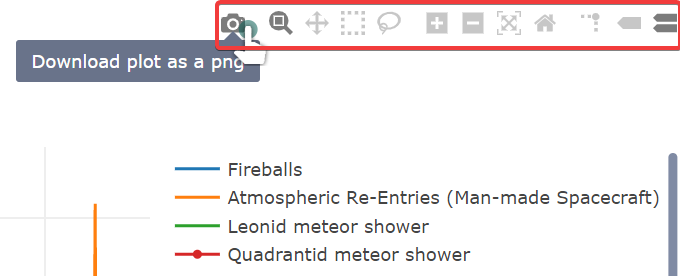 Download plot as a png
Fireballs
Atmospheric Re-Entries (Man-made Spacecraft)
Leonid meteor shower
Quadrantid meteor shower